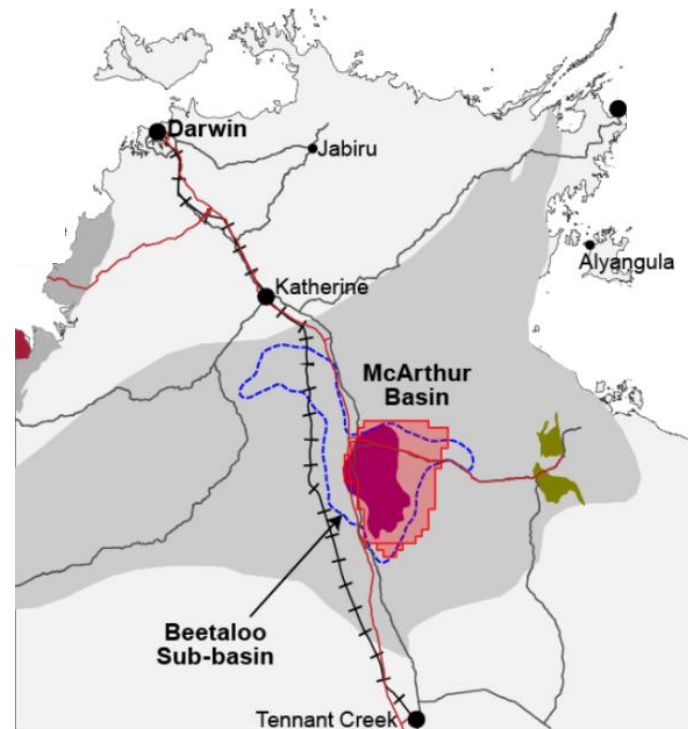 Darwin
Jabiru
Alyangula
Katherine
McArthur
Basin
Beetaloo
Sub-basin
Tennant Creek